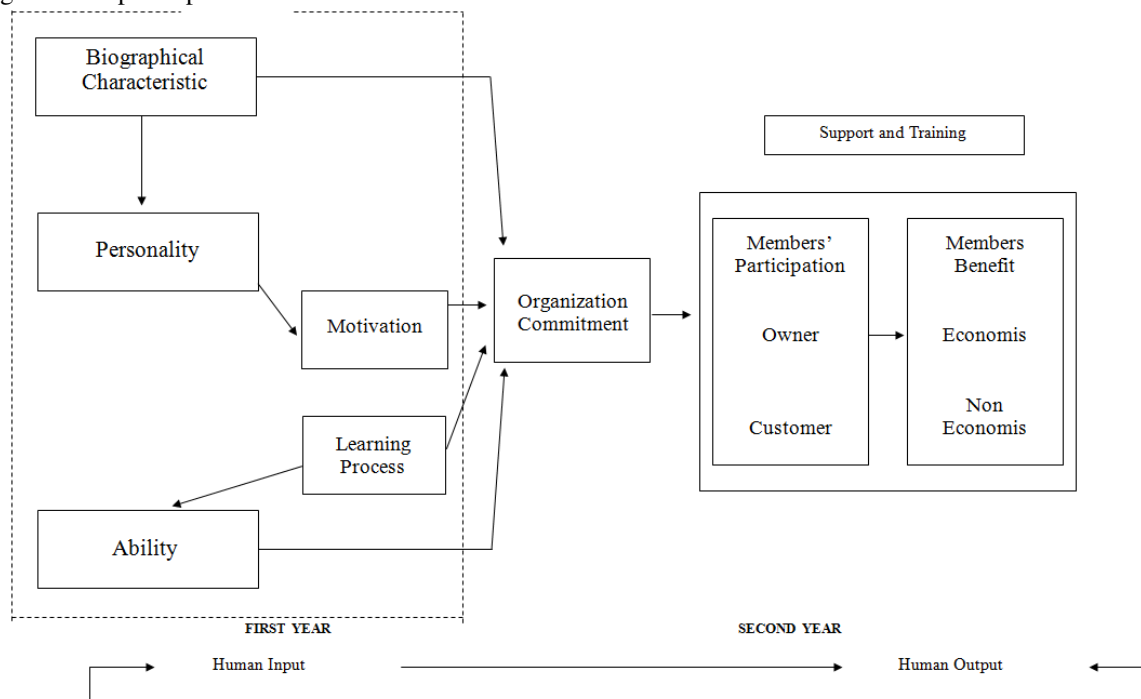 Biographical
Characteristic
Personality
Motivation
Learning
Process
Ability
Organization
Commitment
Support and Training
Members’
Participation
Owner
Customer
Members
Benefit
Economis
Non
Economis
FIRST YEAR
SECOND YEAR
Human Input
Human Output